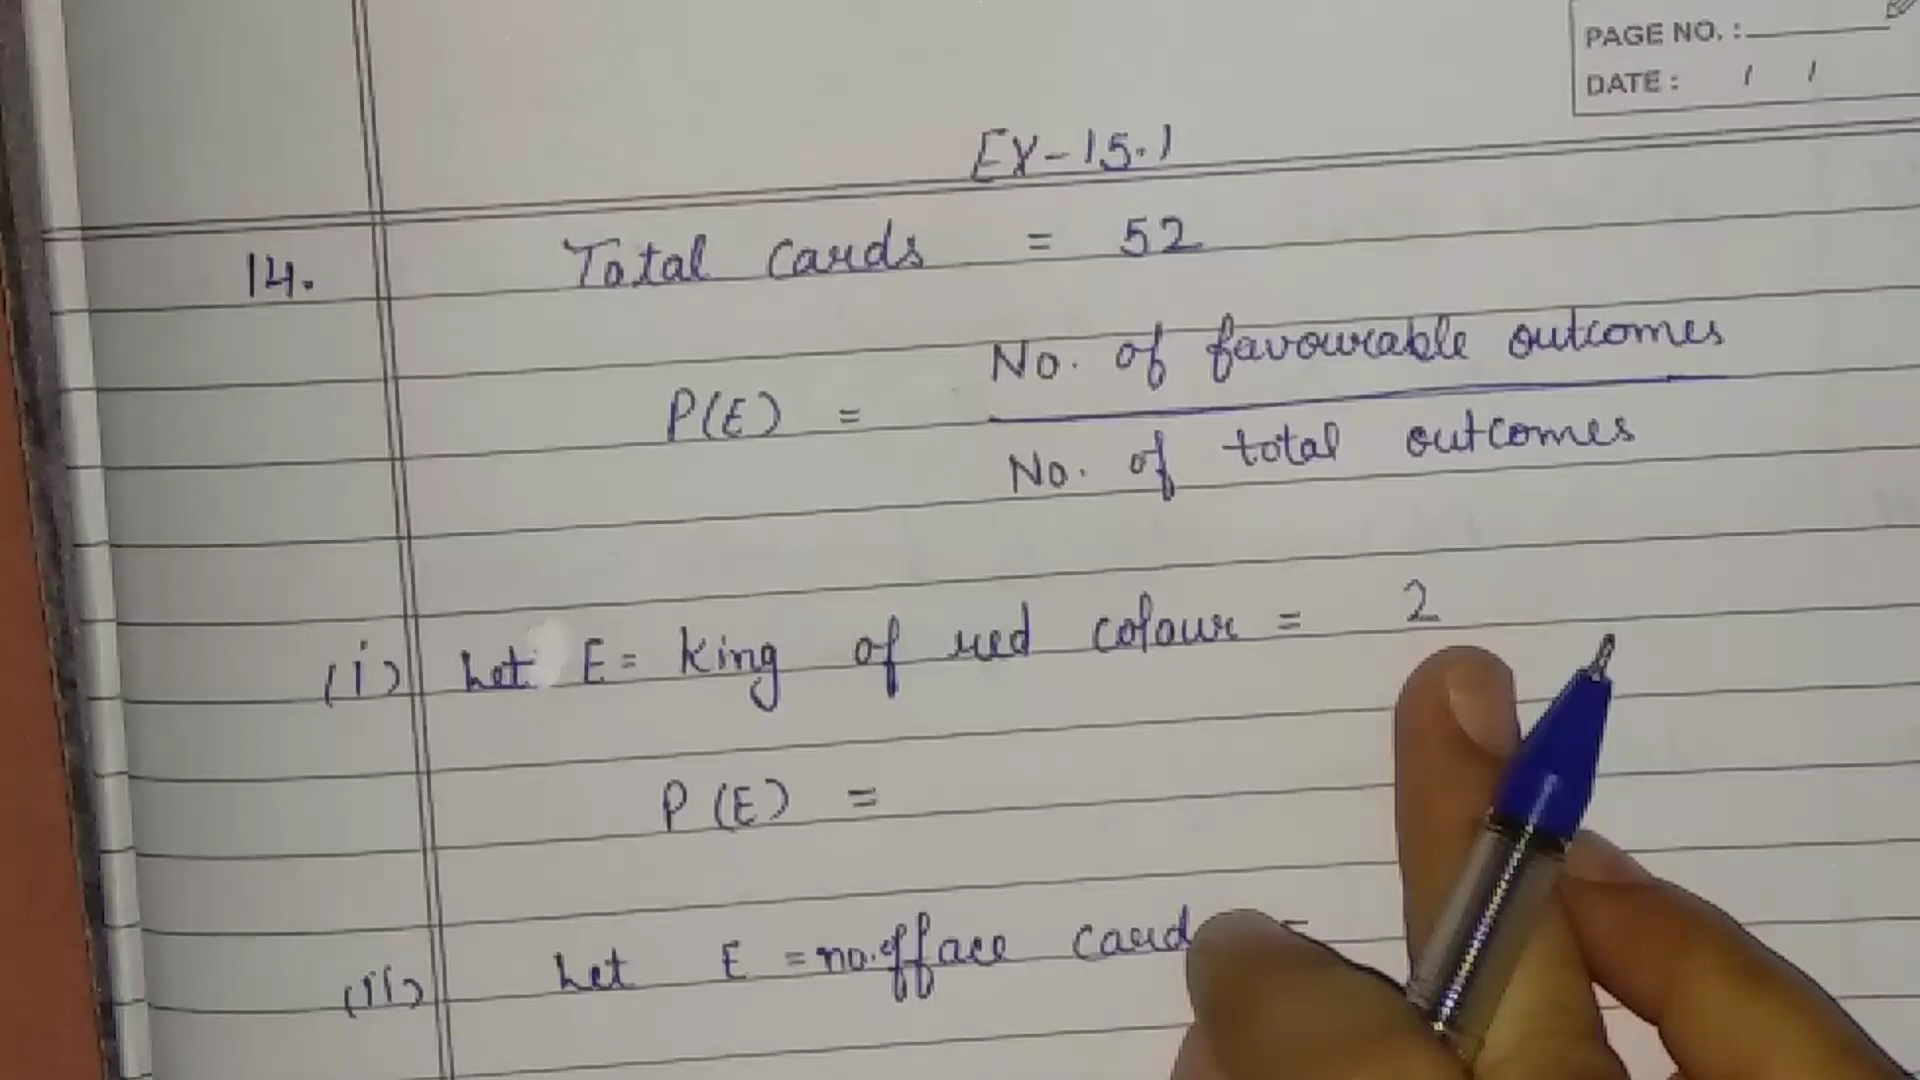 PAGE NO. :
DATE : / /
EX-15.1
14. Total cards = 52
P(E) = No. of favourable outcomes
No. of total outcomes
(i) Let E = King of red colour = 2
P(E) =
(ii) Let E = no. of face card =